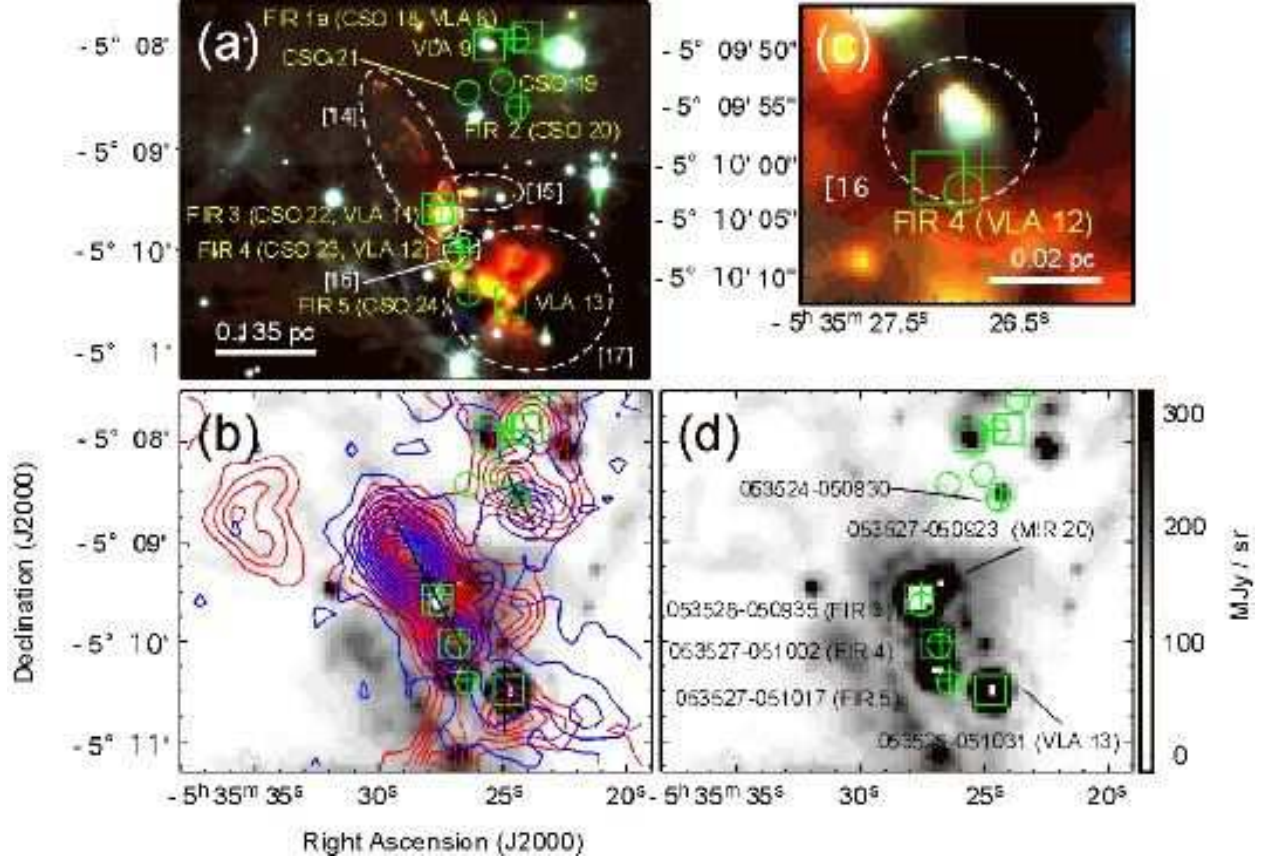 (a)
FIR 1a (CSO 18, VLA 8)
VLA 9
CSO 21
CSO 19
FIR 2 (CSO 20)
[14]
[15]
FIR 3 (CSO 22, VLA 14)
FIR 4 (CSO 23, VLA 12)
[16]
FIR 5 (CSO 24)
VLA 13
0.135 pc
[17]
- 5° 08'
- 5° 09'
- 5° 10'
- 5° 1'
- 5° 09' 50"
- 5° 09' 55"
- 5° 10' 00"
- 5° 10' 05"
- 5° 10' 10"
[16
FIR 4 (VLA 12)
0.02 pc
- 5h 35m 27.5s
26.5s
(b)
- 5° 08'
- 5° 09'
- 5° 10'
- 5° 11'
Declination (J2000)
- 5h 35m 35s
30s
25s
20s
Right Ascension (J2000)
(d)
053524-050830
053527-050923 (MIR 20)
053528-050935 (FIR 3)
053527-051002 (FIR 4)
053527-051017 (FIR 5)
051031 (VLA 13)
- 5h 35m 35s
30s
25s
20s
300
200
100
0
MJy / sr